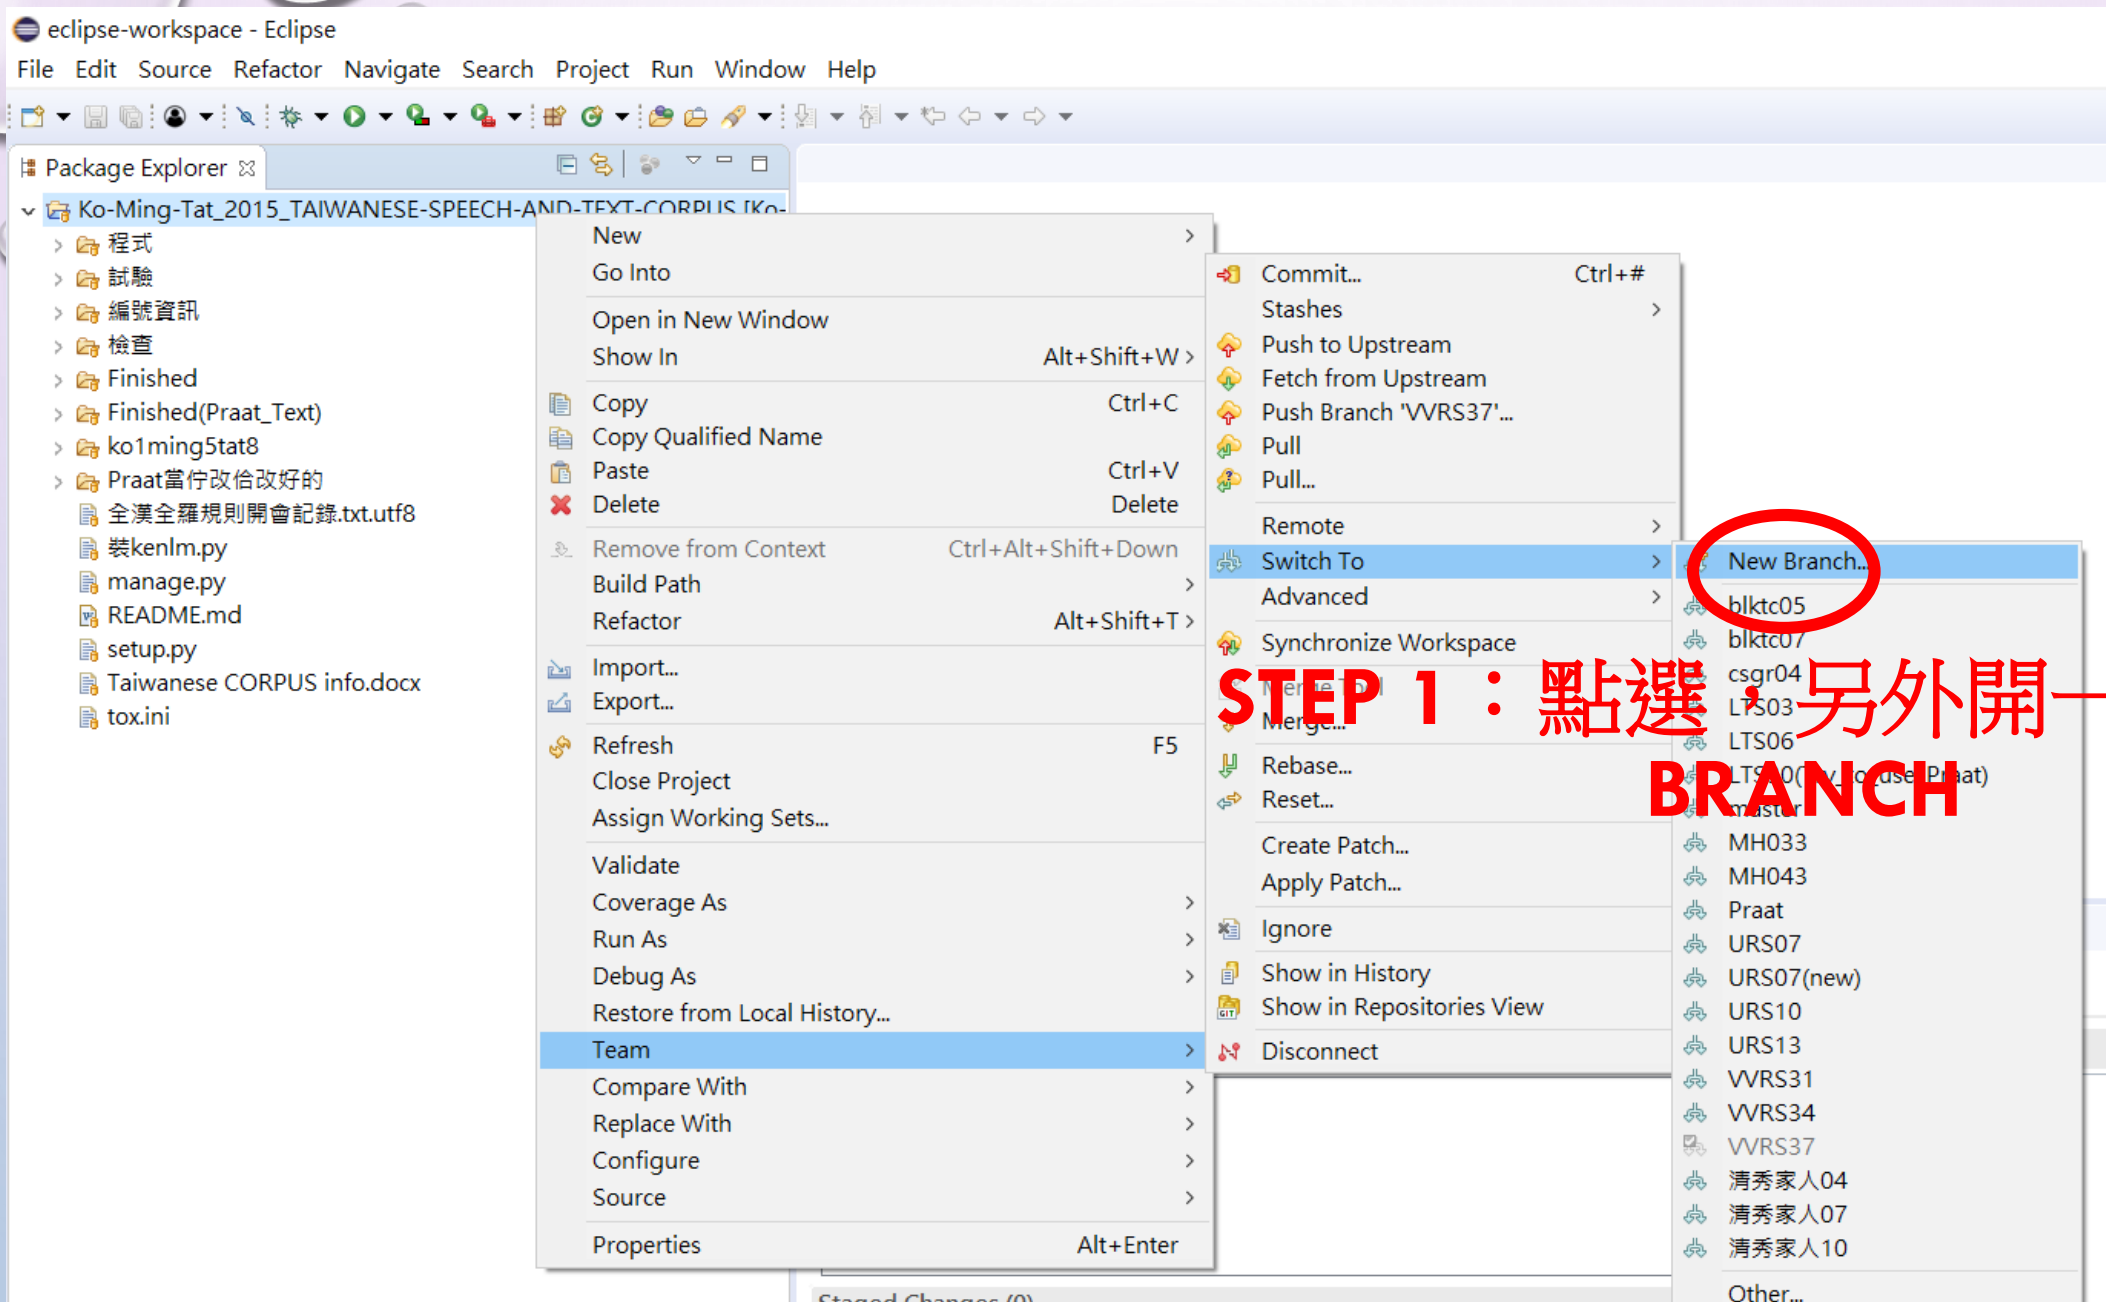 eclipse-workspace - Eclipse
File Edit Source Refactor Navigate Search Project Run Window Help
Package Explorer
Ko-Ming-Tat_2015_TAIWANESE-SPEECH-AND-TEXT-CORPUS [Ko-
程式
試驗
編號資訊
檢查
Finished
Finished(Praat_Text)
ko1ming5tat8
Praat當佇改佮改好的
全漢全羅規則開會記錄.txt.utf8
裝kenlm.py
manage.py
README.md
setup.py
Taiwanese CORPUS info.docx
tox.ini
New
Go Into
Open in New Window
Show In Alt+Shift+W
Copy Ctrl+C
Copy Qualified Name
Paste Ctrl+V
Delete Delete
Remove from Context Ctrl+Alt+Shift+Down
Build Path
Refactor Alt+Shift+T
Import...
Export...
Refresh F5
Close Project
Assign Working Sets...
Validate
Coverage As
Run As
Debug As
Restore from Local History...
Team
Compare With
Replace With
Configure
Source
Properties Alt+Enter
Commit... Ctrl+#
Stashes
Push to Upstream
Fetch from Upstream
Push Branch 'VVRS37'...
Pull
Pull...
Remote
Switch To
Advanced
Synchronize Workspace
Merge Tool
Merge...
Rebase...
Reset...
Create Patch...
Apply Patch...
Ignore
Show in History
GIT Show in Repositories View
Disconnect
New Branch...
blktc05
blktc07
csgr04
LTS03
LTS06
master
MH033
MH043
Praat
URS07
URS07(new)
URS10
URS13
VVRS31
VVRS34
VVRS37
清秀家人04
清秀家人07
清秀家人10
Other...
STEP 1：點選，另外開一
BRANCH
Staged Changes (0)